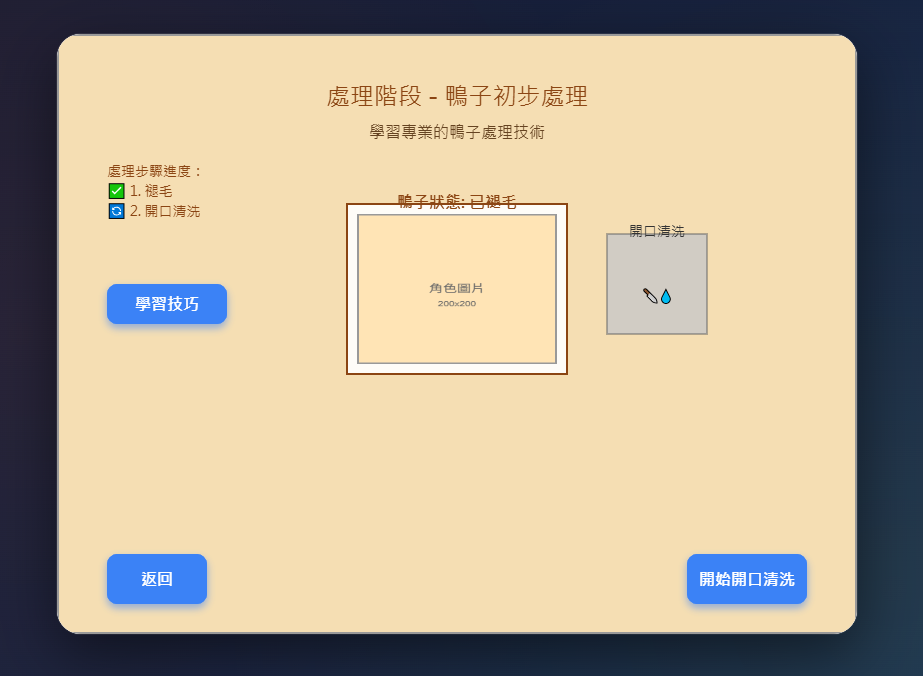 處理階段 - 鴨子初步處理
學習專業的鴨子處理技術
處理步驟進度：
✅ 1. 褪毛
🔄 2. 開口清洗
鴨子狀態: 已褪毛
開口清洗
角色圖片
200x200
學習技巧
返回
開始開口清洗